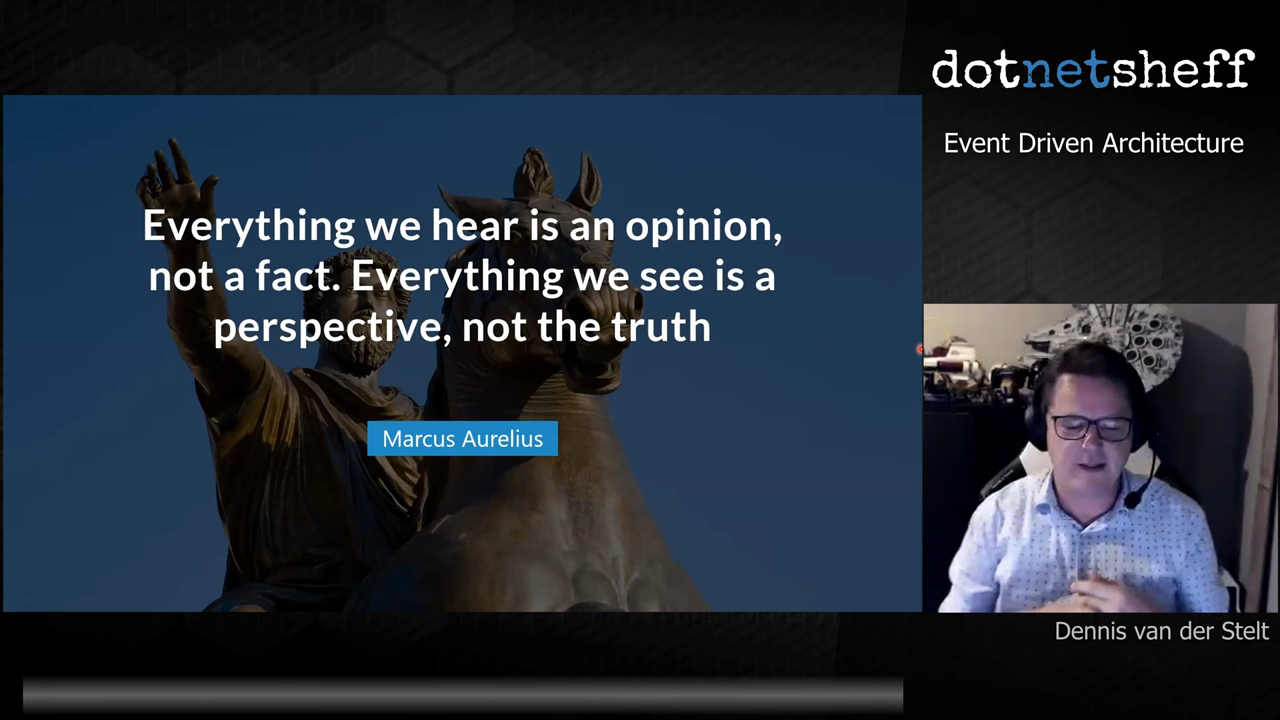 dotnetsheff
Event Driven Architecture
Everything we hear is an opinion,
not a fact. Everything we see is a
perspective, not the truth
Marcus Aurelius
Dennis van der Stelt